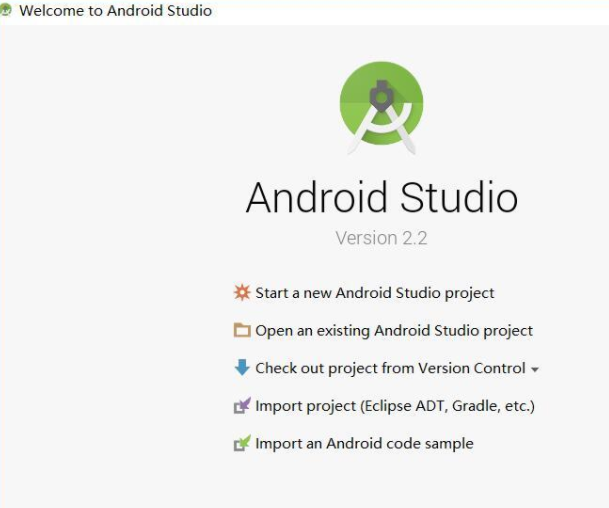 Welcome to Android Studio
Android Studio
Version 2.2
Start a new Android Studio project
Open an existing Android Studio project
Check out project from Version Control
Import project (Eclipse ADT, Gradle, etc.)
Import an Android code sample